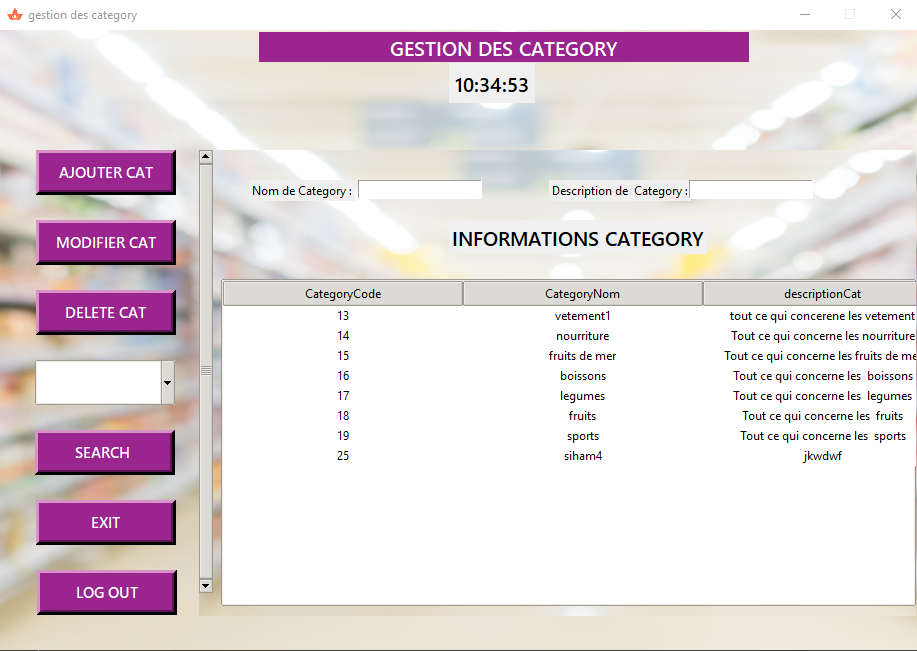 gestion des category
GESTION DES CATEGORY
10:34:53
AJOUTER CAT
MODIFIER CAT
DELETE CAT
SEARCH
EXIT
LOG OUT
Nom de Category : Description de Category :
INFORMATIONS CATEGORY
CategoryCode CategoryNom descriptionCat
13 vetement1 tout ce qui concerene les vetement
14 nourriture Tout ce qui concerne les nourriture
15 fruits de mer Tout ce qui concerne les fruits de me
16 boissons Tout ce qui concerne les boissons
17 legumes Tout ce qui concerne les legumes
18 fruits Tout ce qui concerne les fruits
19 sports Tout ce qui concerne les sports
25 siham4 jkwdwf